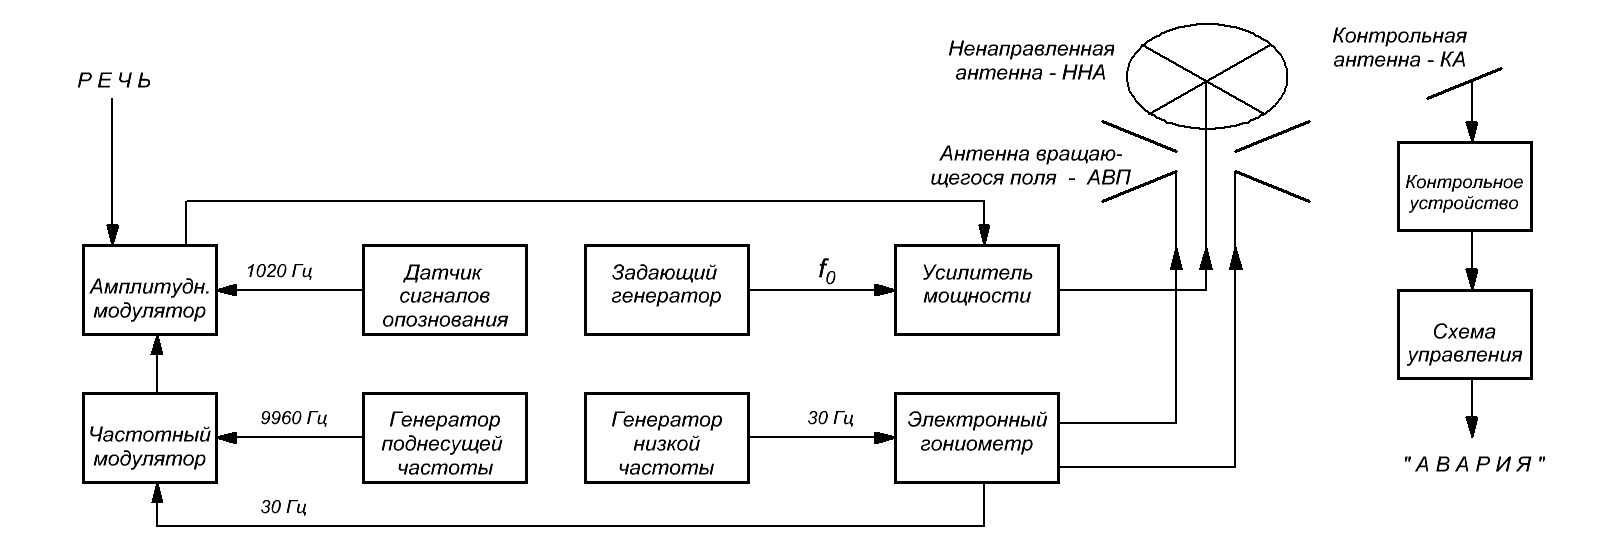 Ненаправленная
антенна - ННА
Контрольная
антенна - КА
Р Е Ч Ь
Антенна вращаю-
щегося поля - АВП
Контрольное
устройство
Амплитудн.
модулятор
1020 Гц
Датчик
сигналов
опознования
Задающий
генератор
f0
Усилитель
мощности
Схема
управления
Частотный
модулятор
9960 Гц
Генератор
поднесущей
частоты
Генератор
низкой
частоты
30 Гц
Электронный
гониометр
" А В А Р И Я "
30 Гц